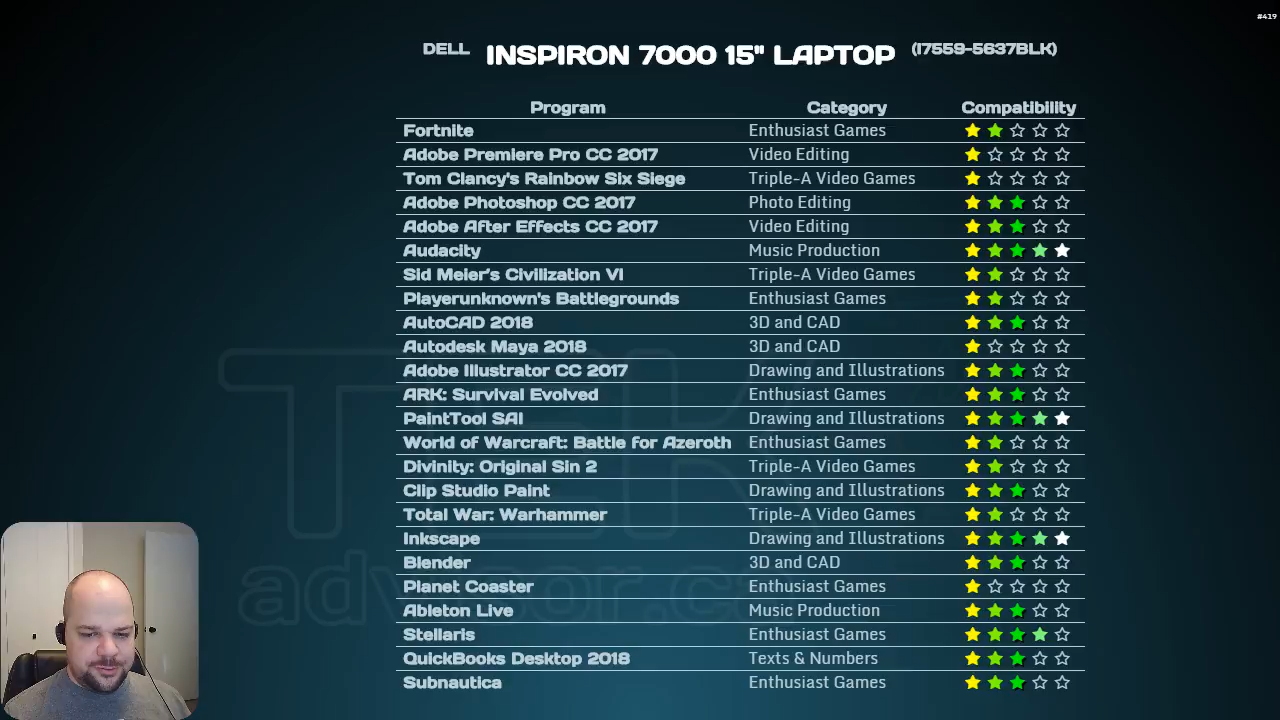 #419
DELL INSPIRON 7000 15" LAPTOP (I7559-5637BLK)
Program Category Compatibility
Fortnite Enthusiast Games
Adobe Premiere Pro CC 2017 Video Editing
Tom Clancy's Rainbow Six Siege Triple-A Video Games
Adobe Photoshop CC 2017 Photo Editing
Adobe After Effects CC 2017 Video Editing
Audacity Music Production
Sid Meier's Civilization VI Triple-A Video Games
Playerunknown's Battlegrounds Enthusiast Games
AutoCAD 2018 3D and CAD
Autodesk Maya 2018 3D and CAD
Adobe Illustrator CC 2017 Drawing and Illustrations
ARK: Survival Evolved Enthusiast Games
PaintTool SAI Drawing and Illustrations
World of Warcraft: Battle for Azeroth Enthusiast Games
Divinity: Original Sin 2 Triple-A Video Games
Clip Studio Paint Drawing and Illustrations
Total War: Warhammer Triple-A Video Games
Inkscape Drawing and Illustrations
Blender 3D and CAD
Planet Coaster Enthusiast Games
Ableton Live Music Production
Stellaris Enthusiast Games
QuickBooks Desktop 2018 Texts & Numbers
Subnautica Enthusiast Games